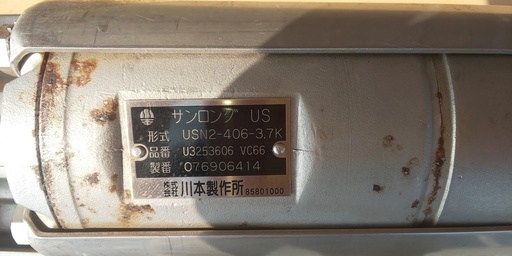 サンロング US
形式 USN2-406-3.7K
品番 U3253606 VC66
製番 076906414
株式会社 川本製作所 85801000